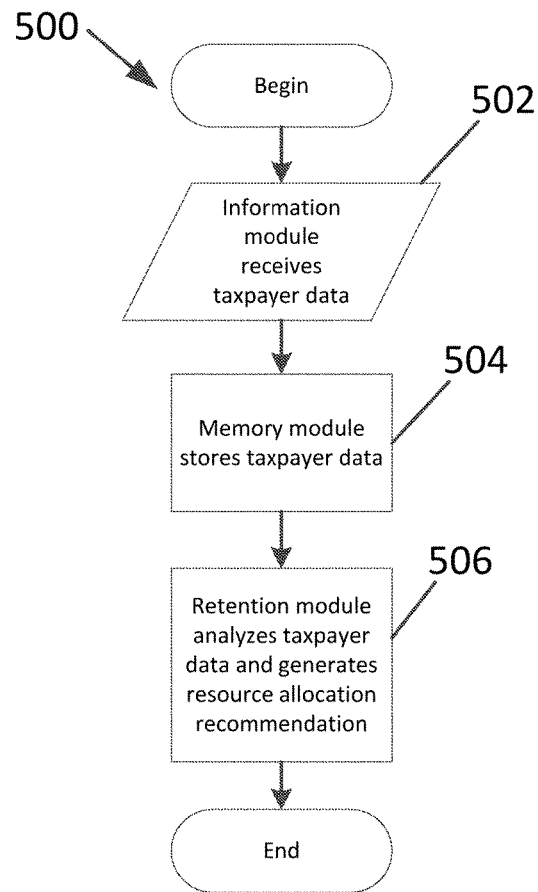 500
Begin
502
Information
module
receives
taxpayer data
504
Memory module
stores taxpayer data
506
Retention module
analyzes taxpayer
data and generates
resource allocation
recommendation
End